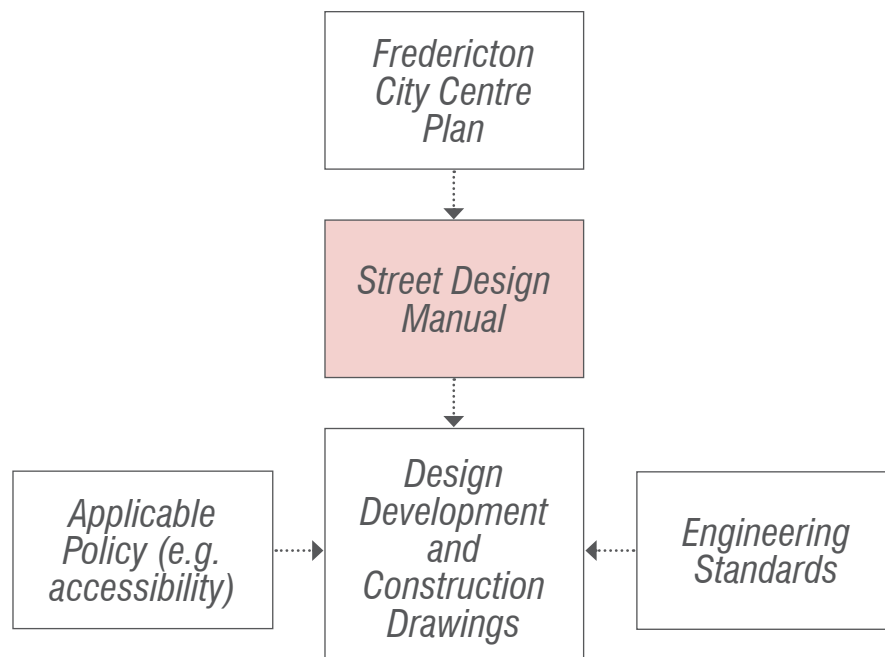 Fredericton
City Centre
Plan
Street Design
Manual
Applicable
Policy (e.g.
accessibility)
Design
Development
and
Construction
Drawings
Engineering
Standards